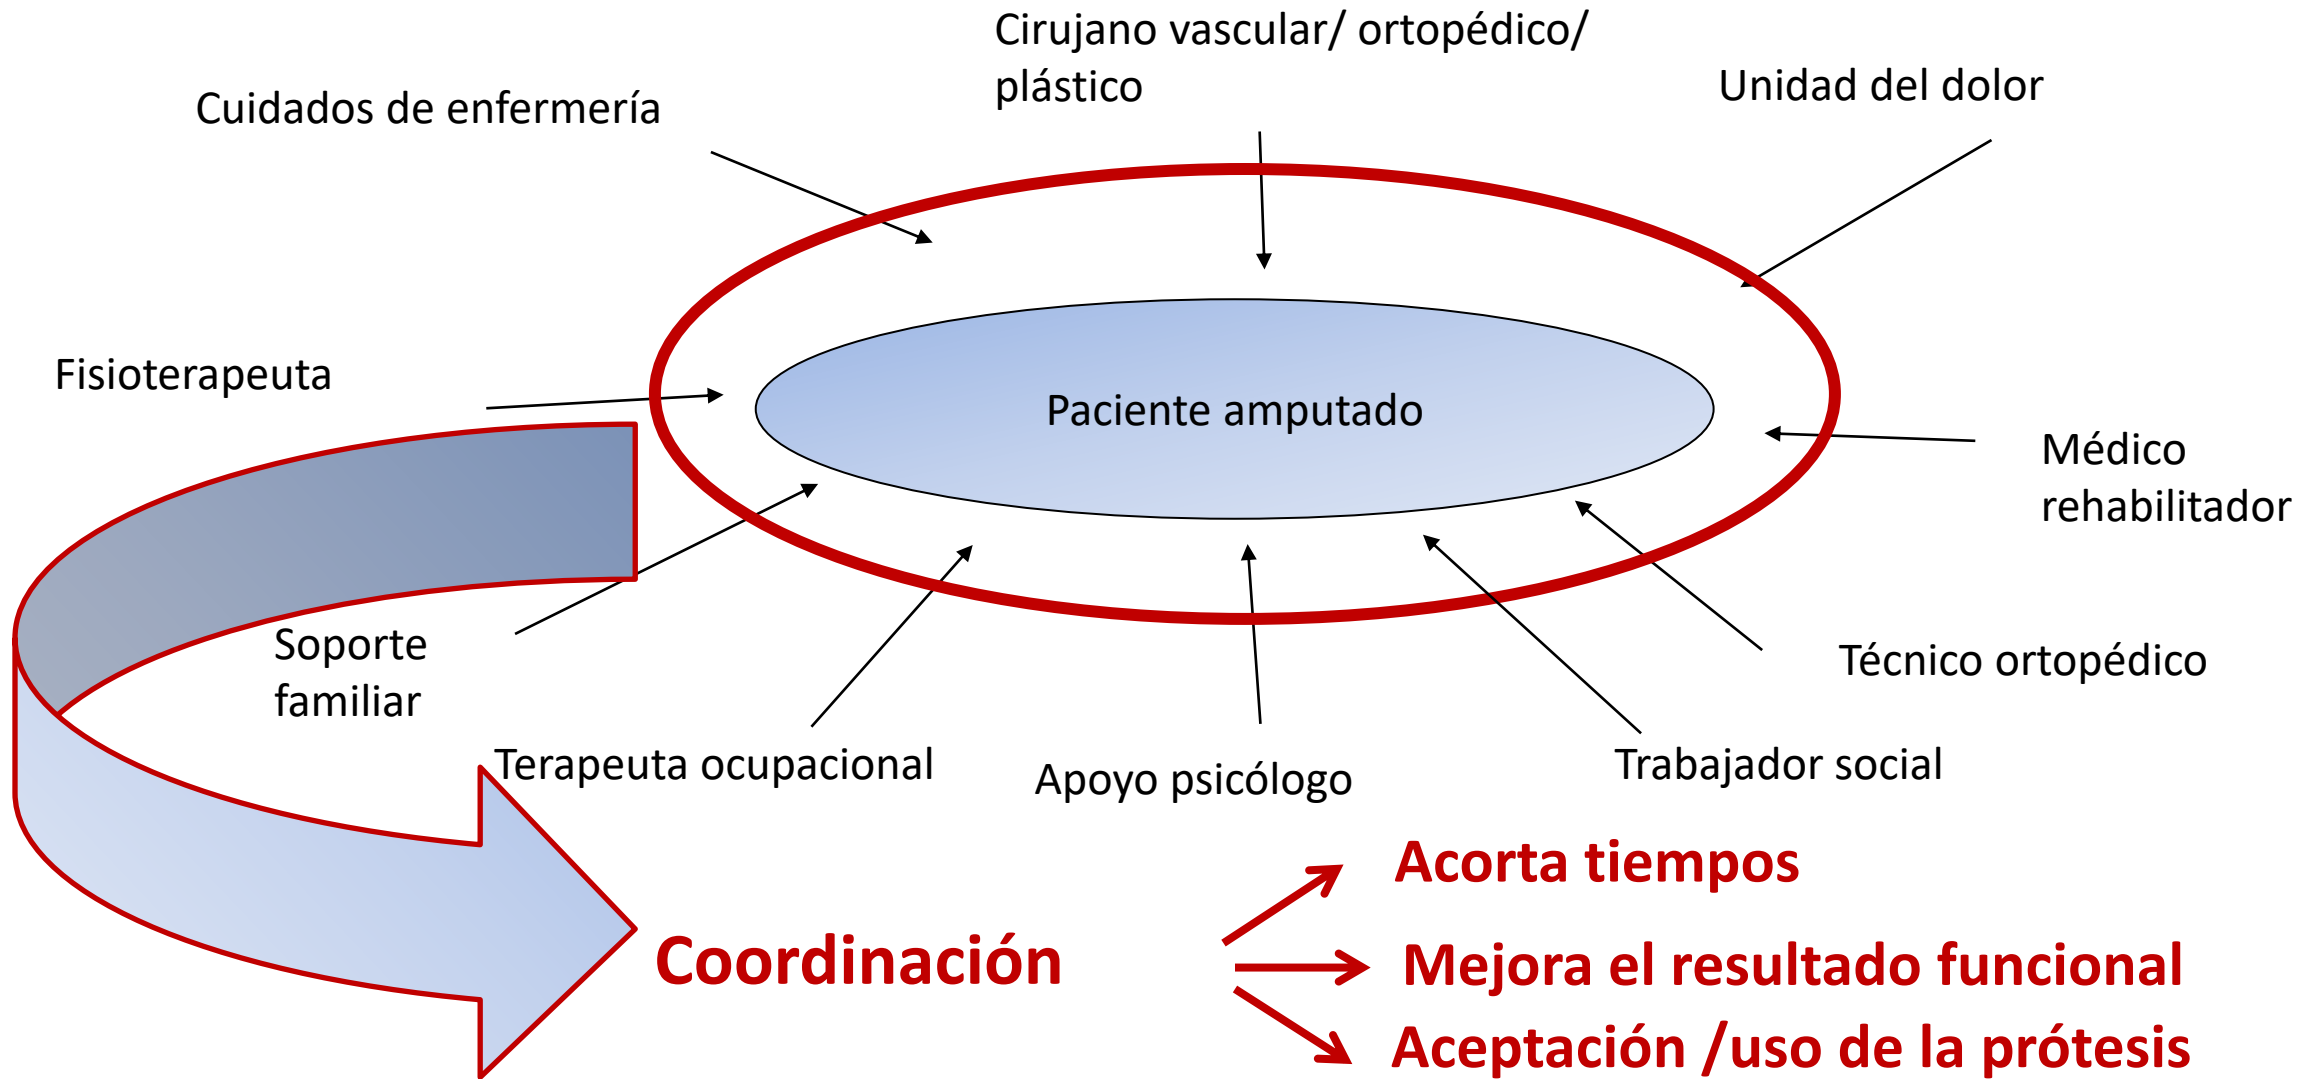 Cirujano vascular/ ortopédico/
plástico
Unidad del dolor
Cuidados de enfermería
Fisioterapeuta
Paciente amputado
Médico
rehabilitador
Soporte
familiar
Técnico ortopédico
Terapeuta ocupacional
Apoyo psicólogo
Trabajador social
Acorta tiempos
Coordinación
Mejora el resultado funcional
Aceptación /uso de la prótesis